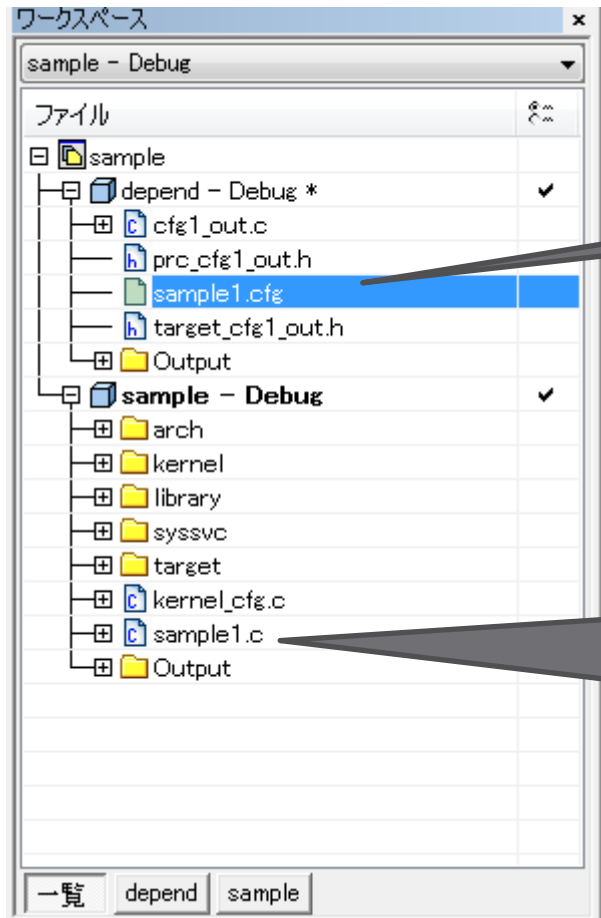 ワークスペース
sample - Debug
ファイル
sample
depend - Debug *
cfg1_out.c
prc_cfg1_out.h
sample1.cfg
target_cfg1_out.h
Output
sample - Debug
arch
kernel
library
syssvc
target
kernel_cfg.c
sample1.c
Output
一覧 depend sample